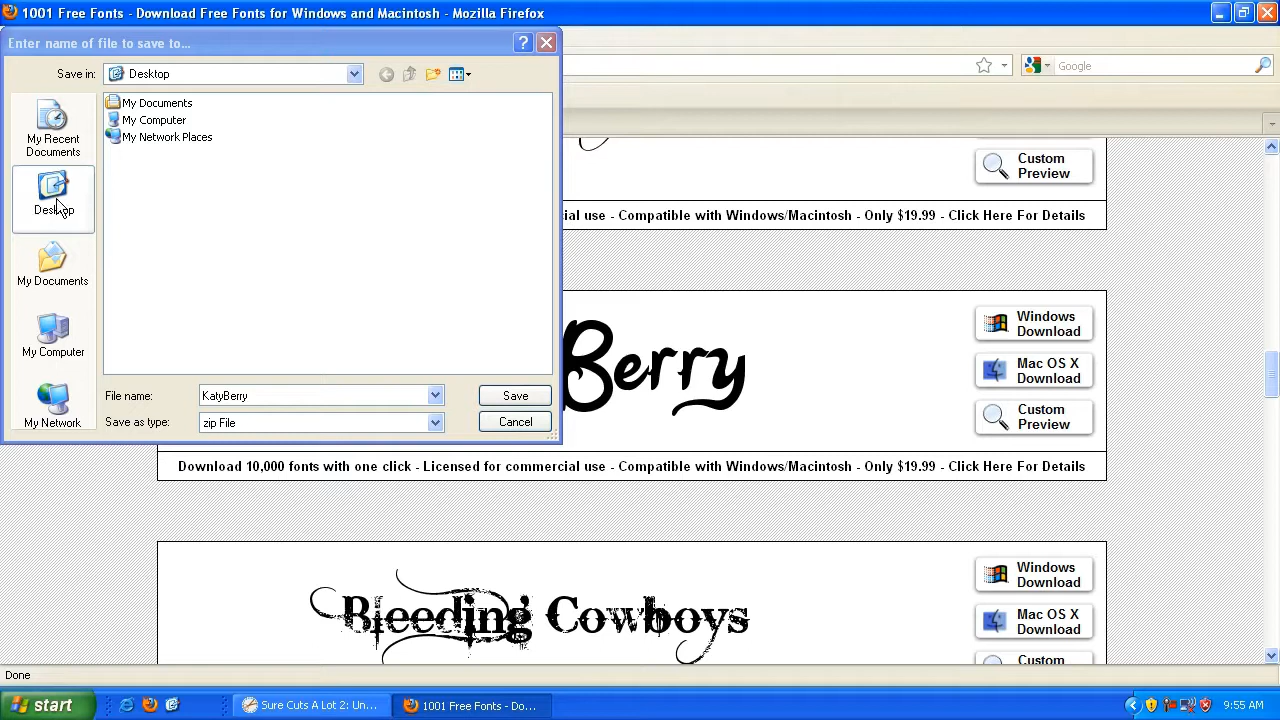 1001 Free Fonts - Download Free Fonts for Windows and Macintosh - Mozilla Firefox
Enter name of file to save to...
Save in:
Desktop
Google
My Recent
Documents
Desktop
My Documents
My Computer
My Network
My Documents
My Computer
My Network Places
File name:
KatyBerry
Save
Save as type:
zip File
Cancel
Custom
Preview
cial use - Compatible with Windows/Macintosh - Only $19.99 - Click Here For Details
Berry
Windows
Download
Mac OS X
Download
Custom
Preview
Download 10,000 fonts with one click - Licensed for commercial use - Compatible with Windows/Macintosh - Only $19.99 - Click Here For Details
Bleeding Cowboys
Windows
Download
Mac OS X
Download
Custom
Done
start
Sure Cuts A Lot 2: Un...
1001 Free Fonts - Do...
9:55 AM